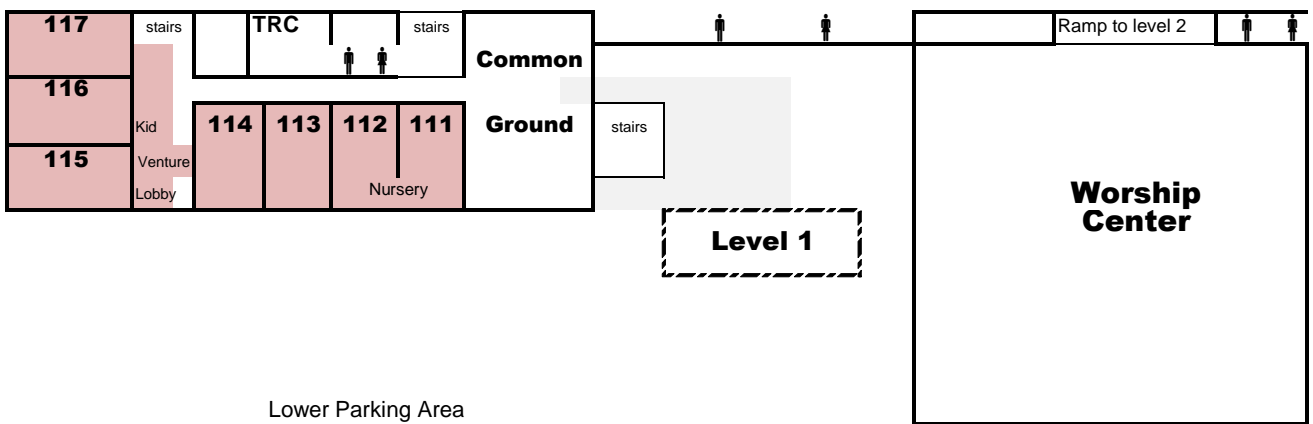 117
stairs
TRC
stairs
Ramp to level 2
Common
116
Kid
114
113
112
111
Ground
stairs
115
Venture
Lobby
Nursery
Worship
Center
Level 1
Lower Parking Area